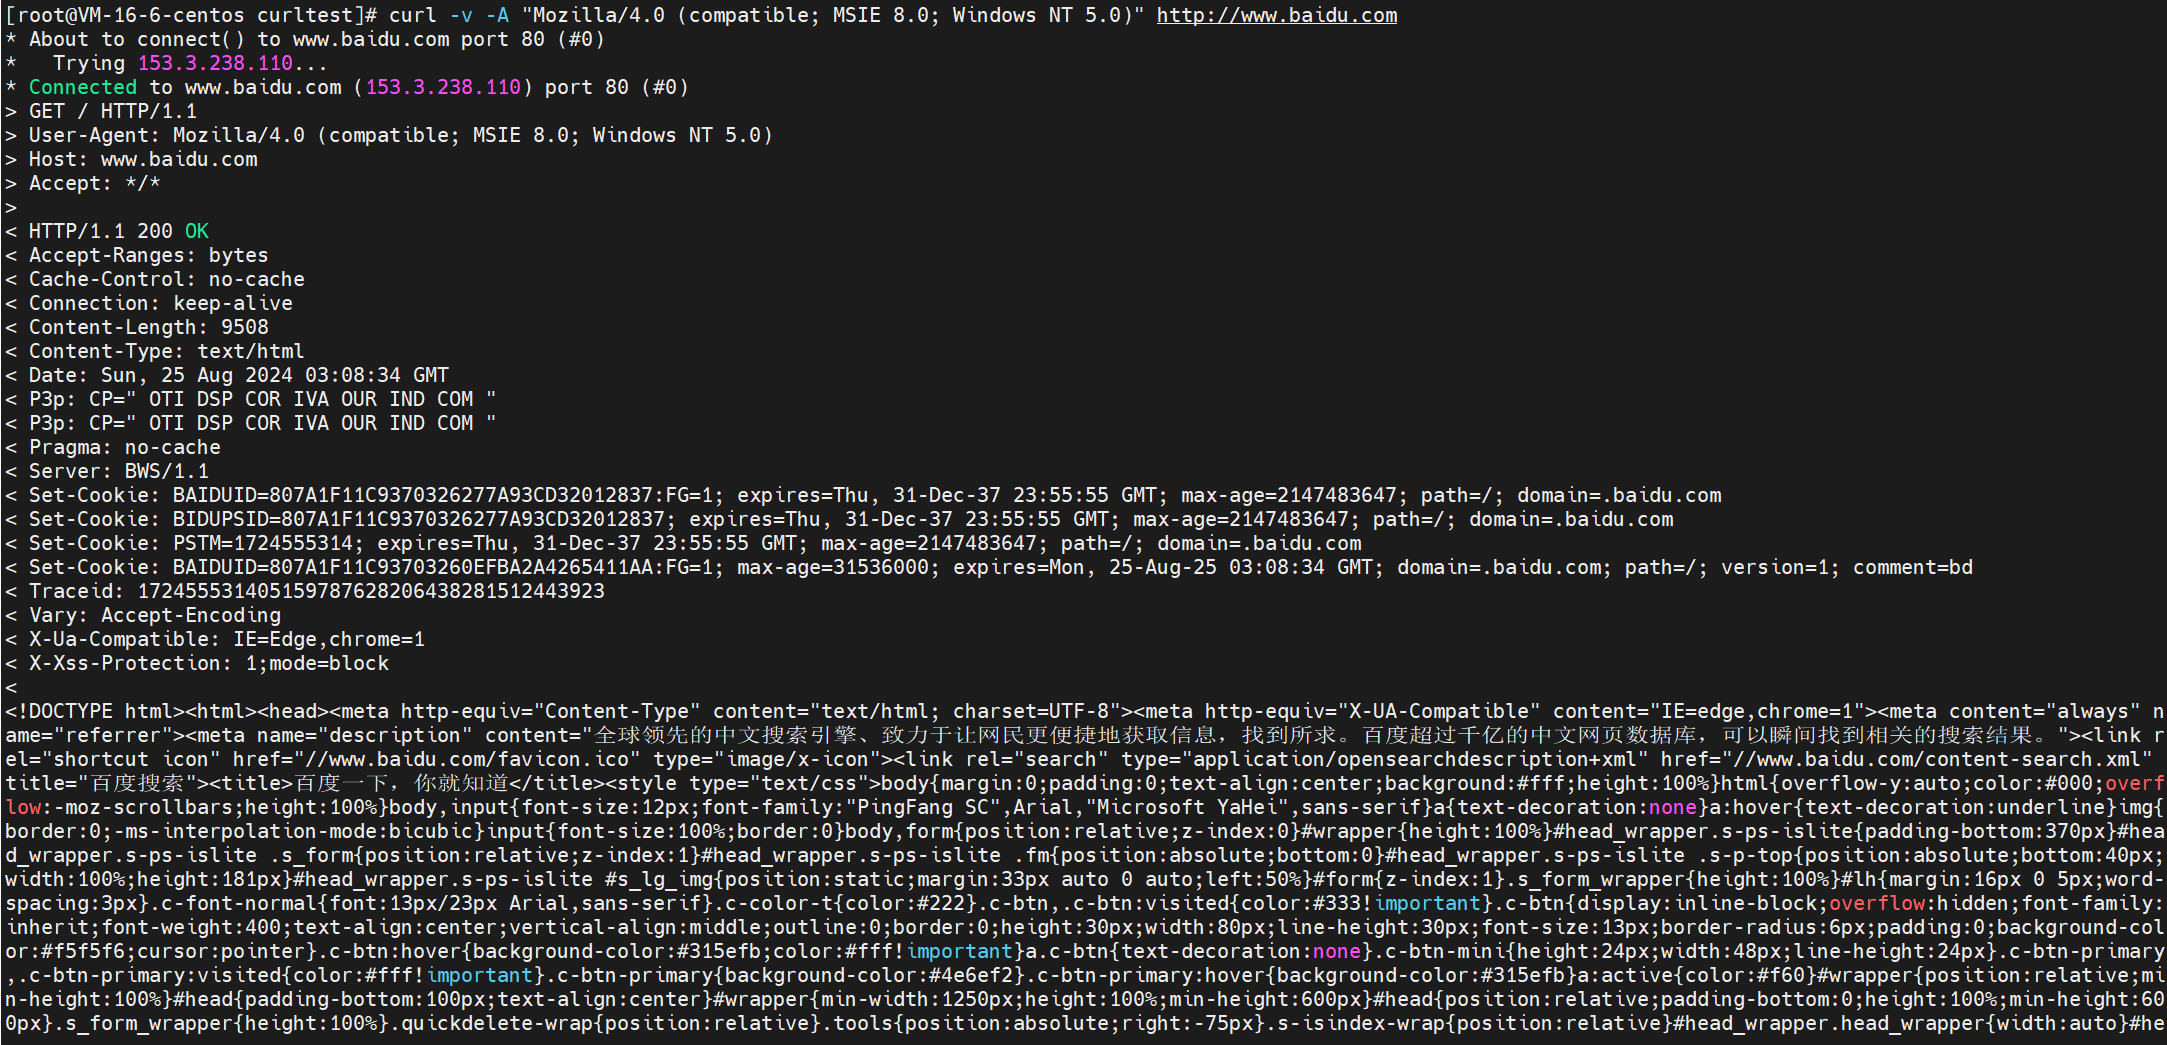 [root@VM-16-6-centos curltest]# curl -v -A "Mozilla/4.0 (compatible; MSIE 8.0; Windows NT 5.0)" http://www.baidu.com
* About to connect() to www.baidu.com port 80 (#0)
*   Trying 153.3.238.110...
* Connected to www.baidu.com (153.3.238.110) port 80 (#0)
> GET / HTTP/1.1
> User-Agent: Mozilla/4.0 (compatible; MSIE 8.0; Windows NT 5.0)
> Host: www.baidu.com
> Accept: */*
>
< HTTP/1.1 200 OK
< Accept-Ranges: bytes
< Cache-Control: no-cache
< Connection: keep-alive
< Content-Length: 9508
< Content-Type: text/html
< Date: Sun, 25 Aug 2024 03:08:34 GMT
< P3p: CP=" OTI DSP COR IVA OUR IND COM "
< P3p: CP=" OTI DSP COR IVA OUR IND COM "
< Pragma: no-cache
< Server: BWS/1.1
< Set-Cookie: BAIDUID=807A1F11C9370326277A93CD32012837:FG=1; expires=Thu, 31-Dec-37 23:55:55 GMT; max-age=2147483647; path=/; domain=.baidu.com
< Set-Cookie: BIDUPSID=807A1F11C9370326277A93CD32012837; expires=Thu, 31-Dec-37 23:55:55 GMT; max-age=2147483647; path=/; domain=.baidu.com
< Set-Cookie: PSTM=1724555314; expires=Thu, 31-Dec-37 23:55:55 GMT; max-age=2147483647; path=/; domain=.baidu.com
< Set-Cookie: BAIDUID=807A1F11C93703260EFBA2A4265411AA:FG=1; max-age=31536000; expires=Mon, 25-Aug-25 03:08:34 GMT; domain=.baidu.com; path=/; version=1; comment=bd
< Traceid: 172455531405159787628206438281512443923
< Vary: Accept-Encoding
< X-Ua-Compatible: IE=Edge,chrome=1
< X-Xss-Protection: 1;mode=block
<
<!DOCTYPE html><html><head><meta http-equiv="Content-Type" content="text/html; charset=UTF-8"><meta http-equiv="X-UA-Compatible" content="IE=edge,chrome=1"><meta content="always" n
ame="referrer"><meta name="description" content="全球领先的中文搜索引擎、致力于让网民更便捷地获取信息，找到所求。百度超过千亿的中文网页数据库，可以瞬间找到相关的搜索结果。"><link r
el="shortcut icon" href="//www.baidu.com/favicon.ico" type="image/x-icon"><link rel="search" type="application/opensearchdescription+xml" href="//www.baidu.com/content-search.xml"
title="百度搜索"><title>百度一下，你就知道</title><style type="text/css">body{margin:0;padding:0;text-align:center;background:#fff;height:100%}html{overflow-y:auto;color:#000;overf
low:-moz-scrollbars;height:100%}body,input{font-size:12px;font-family:"PingFang SC",Arial,"Microsoft YaHei",sans-serif}a{text-decoration:none}a:hover{text-decoration:underline}img{
border:0;-ms-interpolation-mode:bicubic}input{font-size:100%;border:0}body,form{position:relative;z-index:0}#wrapper{height:100%}#head_wrapper.s-ps-islite{padding-bottom:370px}#hea
d_wrapper.s-ps-islite .s_form{position:relative;z-index:1}#head_wrapper.s-ps-islite .fm{position:absolute;bottom:0}#head_wrapper.s-ps-islite .s-p-top{position:absolute;bottom:40px;
width:100%;height:181px}#head_wrapper.s-ps-islite #s_lg_img{position:static;margin:33px auto 0 auto;left:50%}#form{z-index:1}.s_form_wrapper{height:100%}#lh{margin:16px 0 5px;word-
spacing:3px}.c-font-normal{font:13px/23px Arial,sans-serif}.c-color-t{color:#222}.c-btn,.c-btn:visited{color:#333!important}.c-btn{display:inline-block;overflow:hidden;font-family:
inherit;font-weight:400;text-align:center;vertical-align:middle;outline:0;border:0;height:30px;width:80px;line-height:30px;font-size:13px;border-radius:6px;padding:0;background-col
or:#f5f5f6;cursor:pointer}.c-btn:hover{background-color:#315efb;color:#fff!important}a.c-btn{text-decoration:none}.c-btn-mini{height:24px;width:48px;line-height:24px}.c-btn-primary
,.c-btn-primary:visited{color:#fff!important}.c-btn-primary{background-color:#4e6ef2}.c-btn-primary:hover{background-color:#315efb}a:active{color:#f60}#wrapper{position:relative;mi
n-height:100%}#head{padding-bottom:100px;text-align:center}#wrapper{min-width:1250px;height:100%;min-height:600px}#head{position:relative;padding-bottom:0;height:100%;min-height:60
0px}.s_form_wrapper{height:100%}.quickdelete-wrap{position:relative}.tools{position:absolute;right:-75px}.s-isindex-wrap{position:relative}#head_wrapper.head_wrapper{width:auto}#he